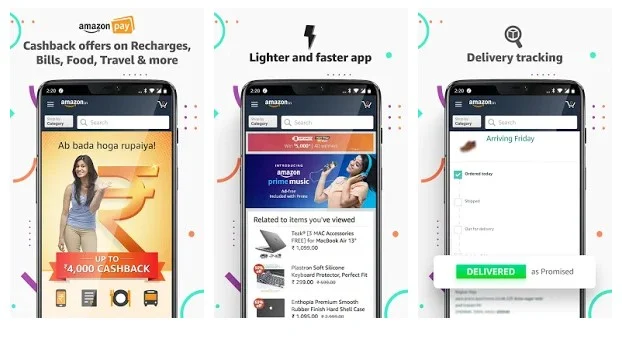 amazon pay
Cashback offers on Recharges,
Bills, Food, Travel & more
2:20
amazon.in
Shop by
Category
Search
Ab bada hoga rupaiya!
UP TO
₹4,000 CASHBACK
Lighter and faster app
2:20
amazon.in
Shop by
Category
Search
INTRODUCING
amazon
prime music
Ad-free
Included with Prime
Related to items you've viewed
Task® [3 MAC Accessories
FREE] for MacBook Air 13"
₹ 1,099.00
Plastron Soft Silicone
Keyboard Protector, Perfect Fit
₹ 299.00
Enthopia Premium Smooth
Rubber Finish Hard Shell Case
Delivery tracking
2:20
amazon.in
Shop by
Category
Search
Arriving Friday
Ordered today
Shipped
Out for delivery
DELIVERED as Promised